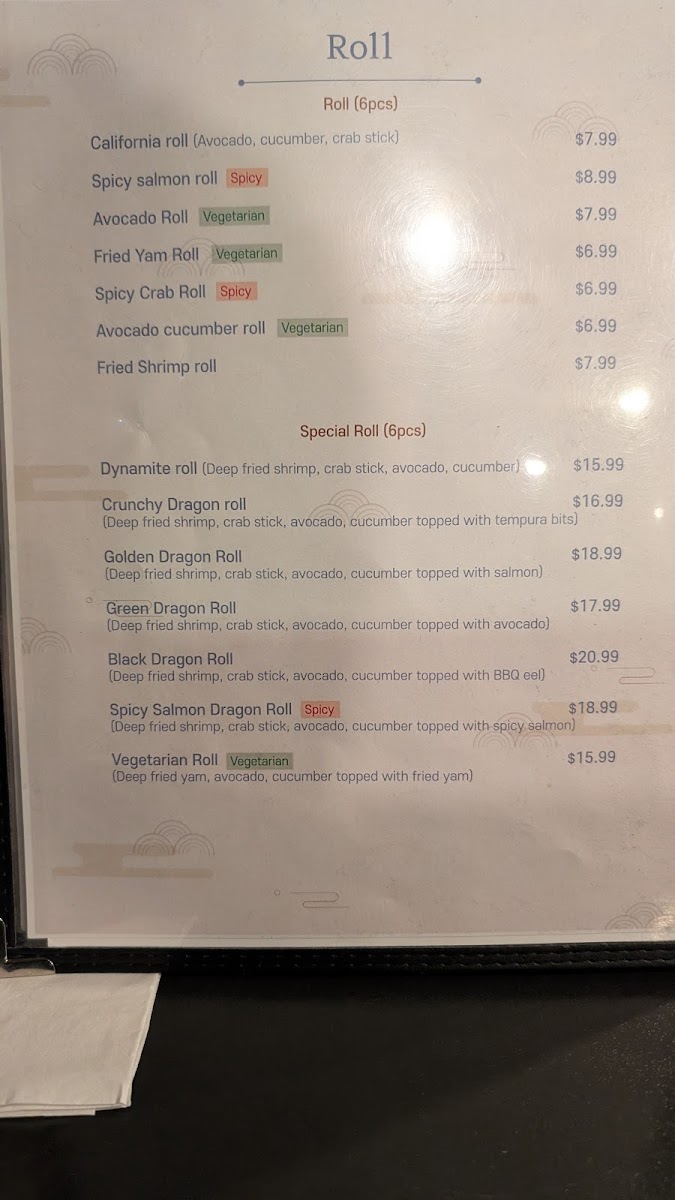 Roll
Roll (6pcs)
California roll (Avocado, cucumber, crab stick) $7.99
Spicy salmon roll Spicy $8.99
Avocado Roll Vegetarian $7.99
Fried Yam Roll Vegetarian $6.99
Spicy Crab Roll Spicy $6.99
Avocado cucumber roll Vegetarian $6.99
Fried Shrimp roll $7.99
Special Roll (6pcs)
Dynamite roll (Deep fried shrimp, crab stick, avocado, cucumber) $15.99
Crunchy Dragon roll $16.99
(Deep fried shrimp, crab stick, avocado, cucumber topped with tempura bits)
Golden Dragon Roll $18.99
(Deep fried shrimp, crab stick, avocado, cucumber topped with salmon)
Green Dragon Roll $17.99
(Deep fried shrimp, crab stick, avocado, cucumber topped with avocado)
Black Dragon Roll $20.99
(Deep fried shrimp, crab stick, avocado, cucumber topped with BBQ eel)
Spicy Salmon Dragon Roll Spicy $18.99
(Deep fried shrimp, crab stick, avocado, cucumber topped with spicy salmon)
Vegetarian Roll Vegetarian $15.99
(Deep fried yam, avocado, cucumber topped with fried yam)